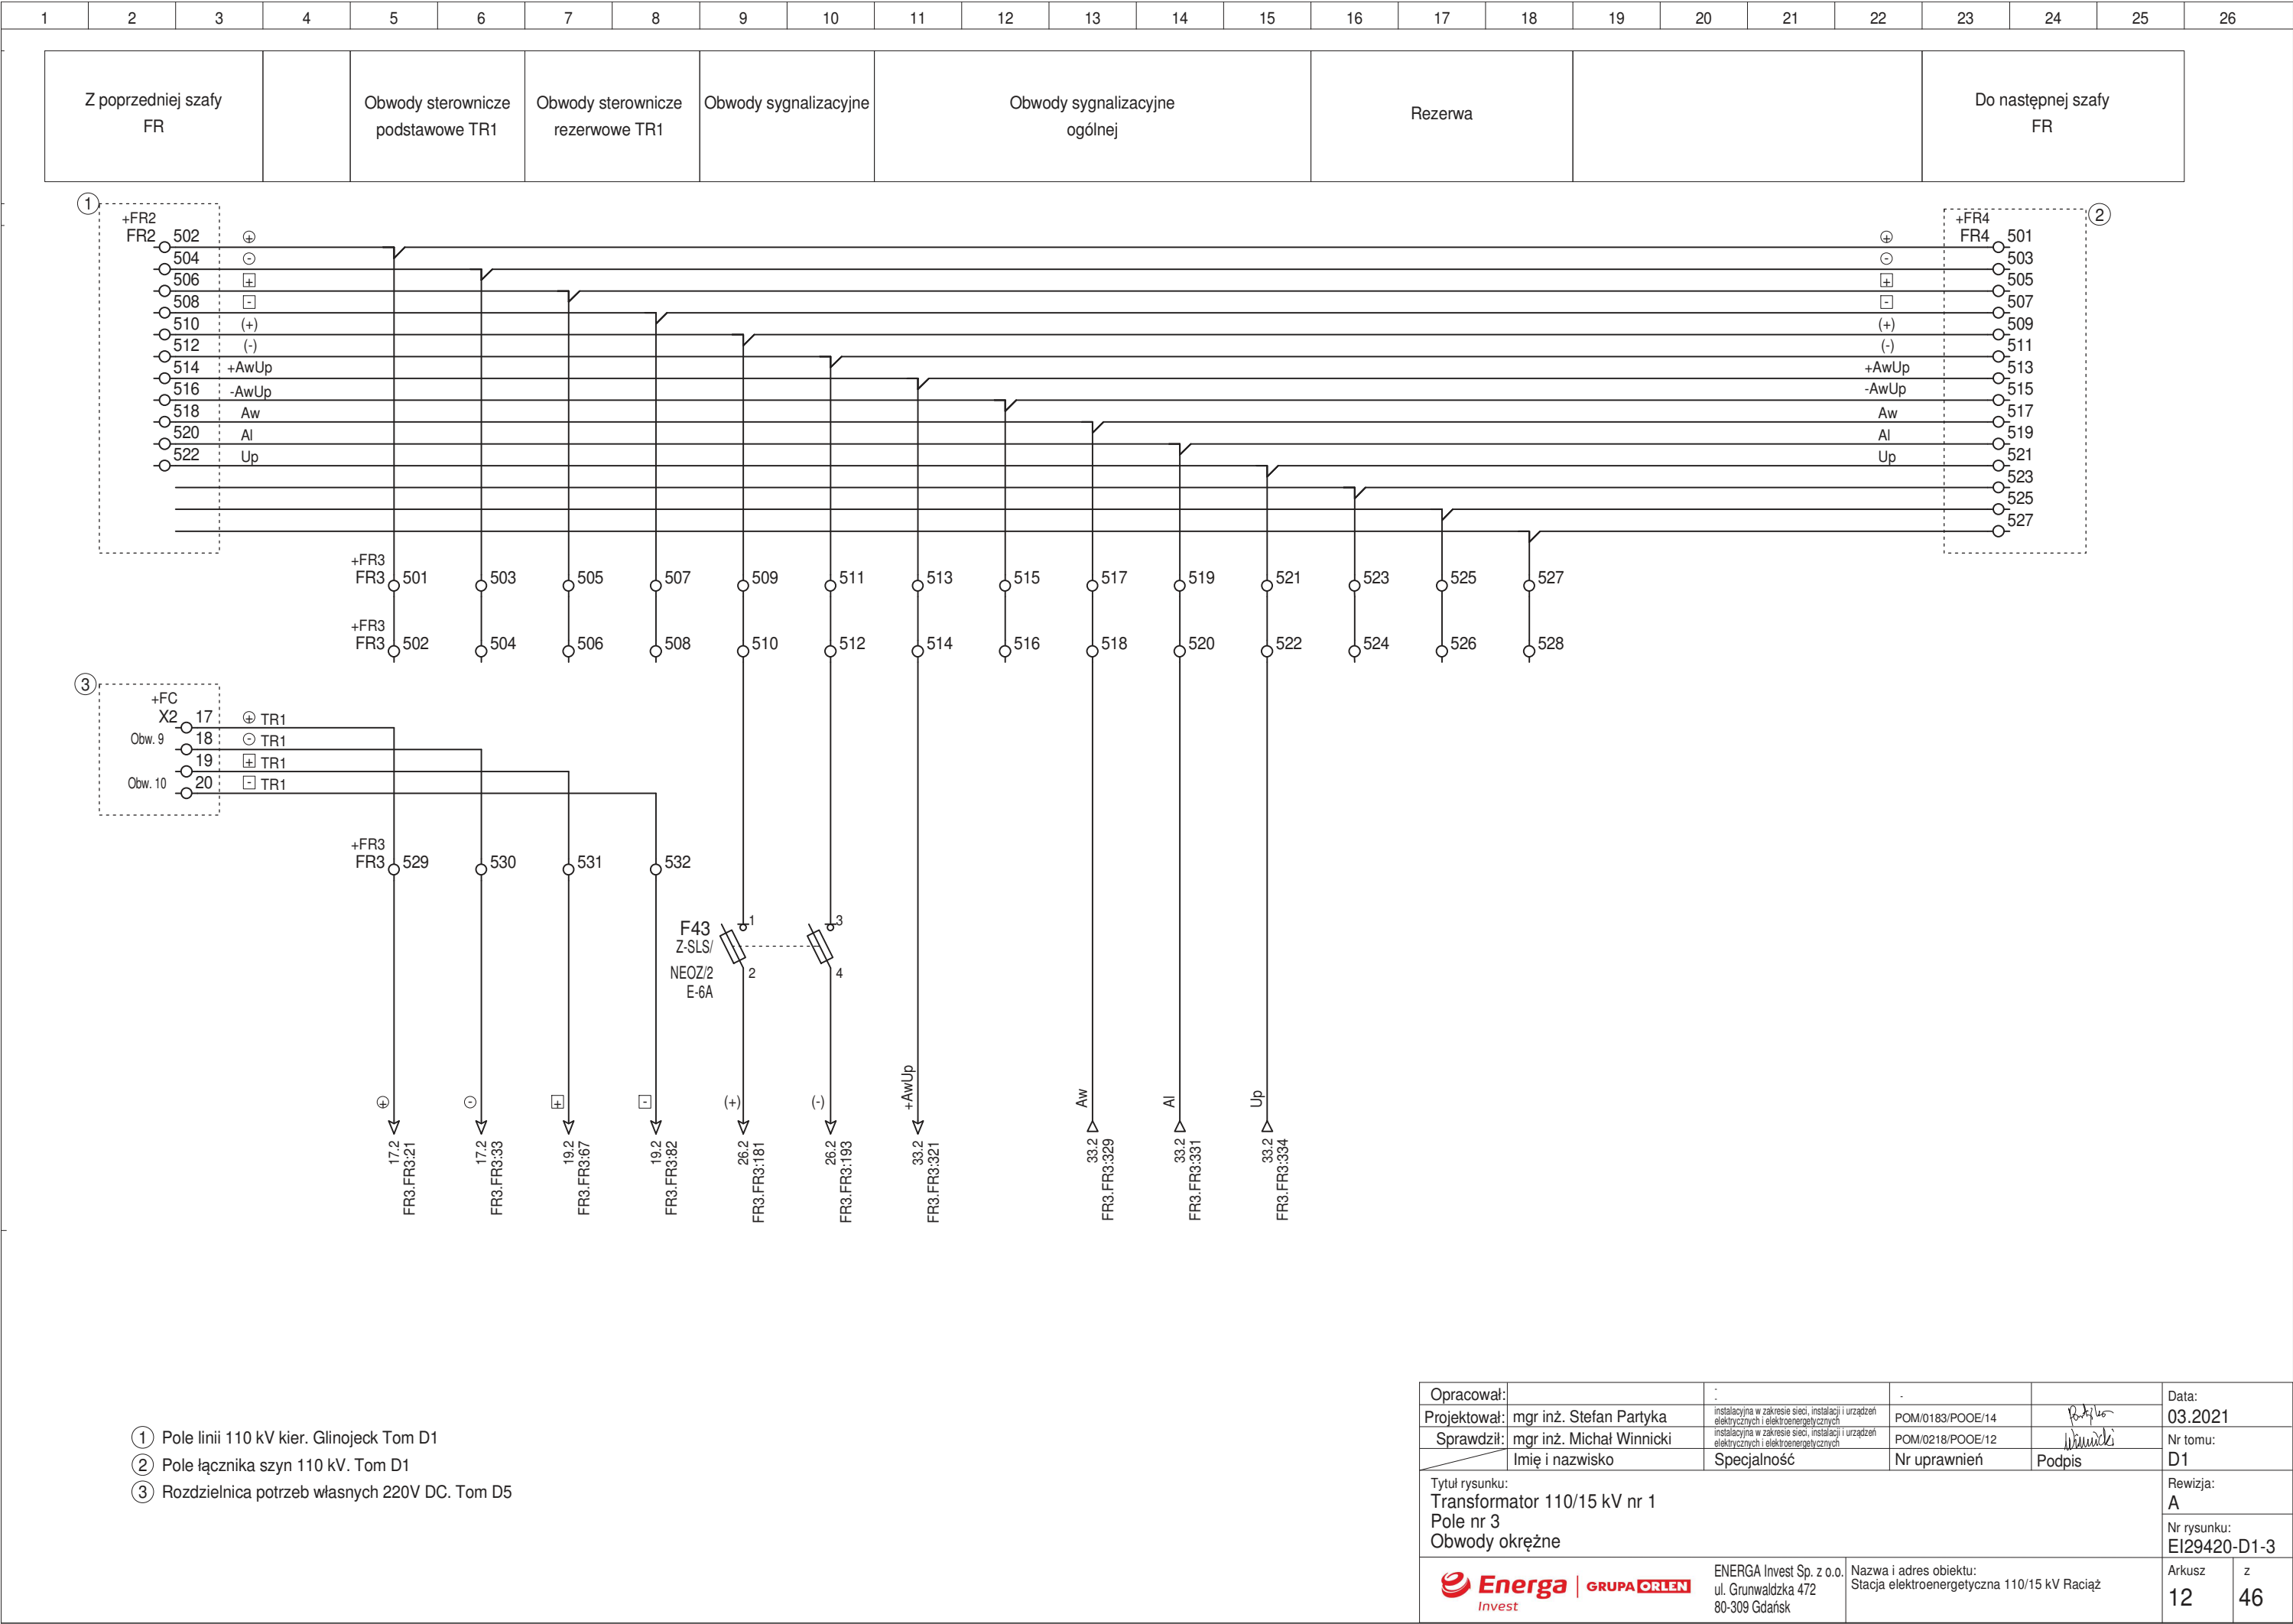 1 2 3 4 5 6 7 8 9 10 11 12 13 14 15 16 17 18 19 20 21 22 23 24 25 26
Z poprzedniej szafy
FR
Obwody sterownicze
podstawowe TR1
Obwody sterownicze
rezerwowe TR1
Obwody sygnalizacyjne
Obwody sygnalizacyjne
ogólnej
Rezerwa
Do następnej szafy
FR
1
+FR2
FR2 502 +
504 -
506 +
508 -
510 (+)
512 (-)
514 +AwUp
516 -AwUp
518 Aw
520 Al
522 Up
2
+FR4
+ FR4 501
- 503
+ 505
- 507
(+) 509
(-) 511
+AwUp 513
-AwUp 515
Aw 517
Al 519
Up 521
523
525
527
+FR3
FR3 501 503 505 507 509 511 513 515 517 519 521 523 525 527
+FR3
FR3 502 504 506 508 510 512 514 516 518 520 522 524 526 528
3
+FC
X2 17 + TR1
Obw. 9 18 - TR1
19 + TR1
Obw. 10 20 - TR1
+FR3
FR3 529 530 531 532
F43
Z-SLS/
NEOZ/2
E-6A
1 3
2 4
+ - + - (+) (-) +AwUp Aw Al Up
17.2
FR3.FR3:21
17.2
FR3.FR3:33
19.2
FR3.FR3:67
19.2
FR3.FR3:82
26.2
FR3.FR3:181
26.2
FR3.FR3:193
33.2
FR3.FR3:321
33.2
FR3.FR3:329
33.2
FR3.FR3:331
33.2
FR3.FR3:334
1 Pole linii 110 kV kier. Glinojeck Tom D1
2 Pole łącznika szyn 110 kV. Tom D1
3 Rozdzielnica potrzeb własnych 220V DC. Tom D5
Opracował: - - -
Projektował: mgr inż. Stefan Partyka instalacyjna w zakresie sieci, instalacji i urządzeń elektrycznych i elektroenergetycznych POM/0183/POOE/14 Partyka
Sprawdził: mgr inż. Michał Winnicki instalacyjna w zakresie sieci, instalacji i urządzeń elektrycznych i elektroenergetycznych POM/0218/POOE/12 Winnicki
Imię i nazwisko Specjalność Nr uprawnień Podpis
Data:
03.2021
Nr tomu:
D1
Tytuł rysunku:
Transformator 110/15 kV nr 1
Pole nr 3
Obwody okrężne
Rewizja:
A
Nr rysunku:
EI29420-D1-3
Energa
Invest
GRUPA ORLEN
ENERGA Invest Sp. z o.o.
ul. Grunwaldzka 472
80-309 Gdańsk
Nazwa i adres obiektu:
Stacja elektroenergetyczna 110/15 kV Raciąż
Arkusz z
12 46